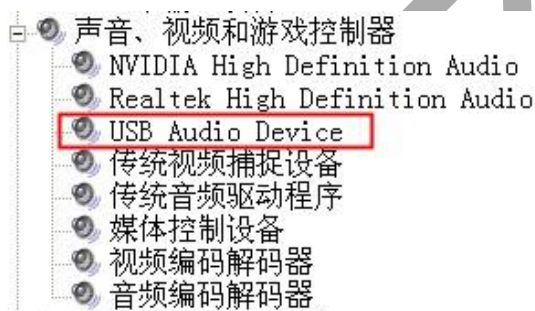 声音、视频和游戏控制器
NVIDIA High Definition Audio
Realtek High Definition Audio
USB Audio Device
传统视频捕捉设备
传统音频驱动程序
媒体控制设备
视频编码解码器
音频编码解码器